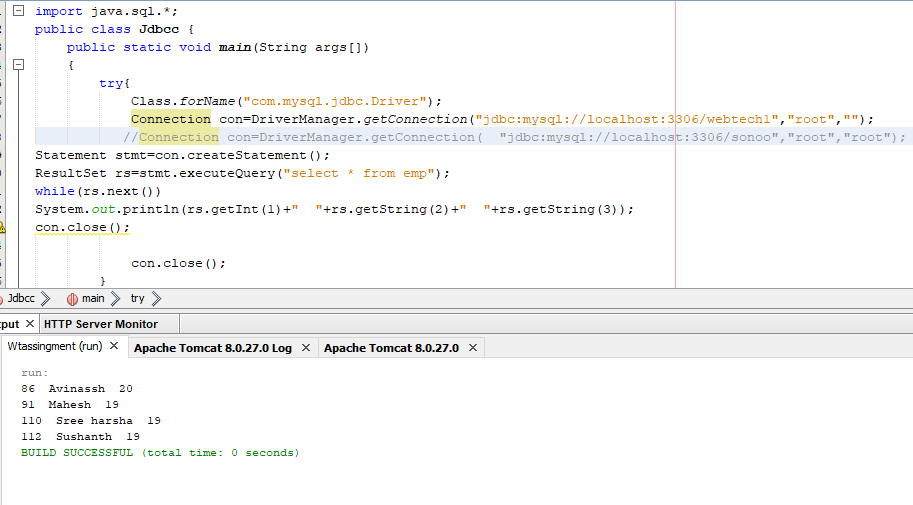 import java.sql.*;
public class Jdbcc {
public static void main(String args[])
{
try{
Class.forName("com.mysql.jdbc.Driver");
Connection con=DriverManager.getConnection("jdbc:mysql://localhost:3306/webtechl","root","");
//Connection con=DriverManager.getConnection(  "jdbc:mysql://localhost:3306/sonoo","root","root");
Statement stmt=con.createStatement();
ResultSet rs=stmt.executeQuery("select * from emp");
while(rs.next())
System.out.println(rs.getInt(1)+"  "+rs.getString(2)+"  "+rs.getString(3));
con.close();
con.close();
}
Jdbcc main try
tput HTTP Server Monitor
Wtassingment (run) Apache Tomcat 8.0.27.0 Log Apache Tomcat 8.0.27.0
run:
86  Avinassh  20
91  Mahesh  19
110  Sree harsha  19
112  Sushanth  19
BUILD SUCCESSFUL (total time: 0 seconds)